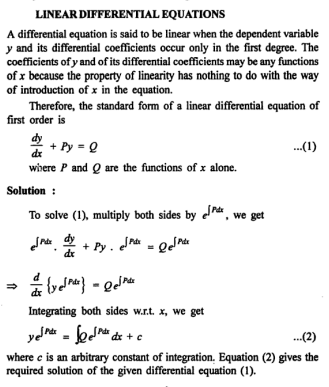 LINEAR DIFFERENTIAL EQUATIONS
A differential equation is said to be linear when the dependent variable
y and its differential coefficients occur only in the first degree. The
coefficients of y and of its differential coefficients may be any functions
of x because the property of linearity has nothing to do with the way
of introduction of x in the equation.
Therefore, the standard form of a linear differential equation of
first order is
dy/dx + Py = Q ...(1)
where P and Q are the functions of x alone.
Solution :
To solve (1), multiply both sides by e^{∫Pdx}, we get
e^{∫Pdx} . dy/dx + Py . e^{∫Pdx} = Qe^{∫Pdx}
⇒ d/dx {ye^{∫Pdx}} = Qe^{∫Pdx}
Integrating both sides w.r.t. x, we get
ye^{∫Pdx} = ∫Qe^{∫Pdx} dx + c ...(2)
where c is an arbitrary constant of integration. Equation (2) gives the
required solution of the given differential equation (1).